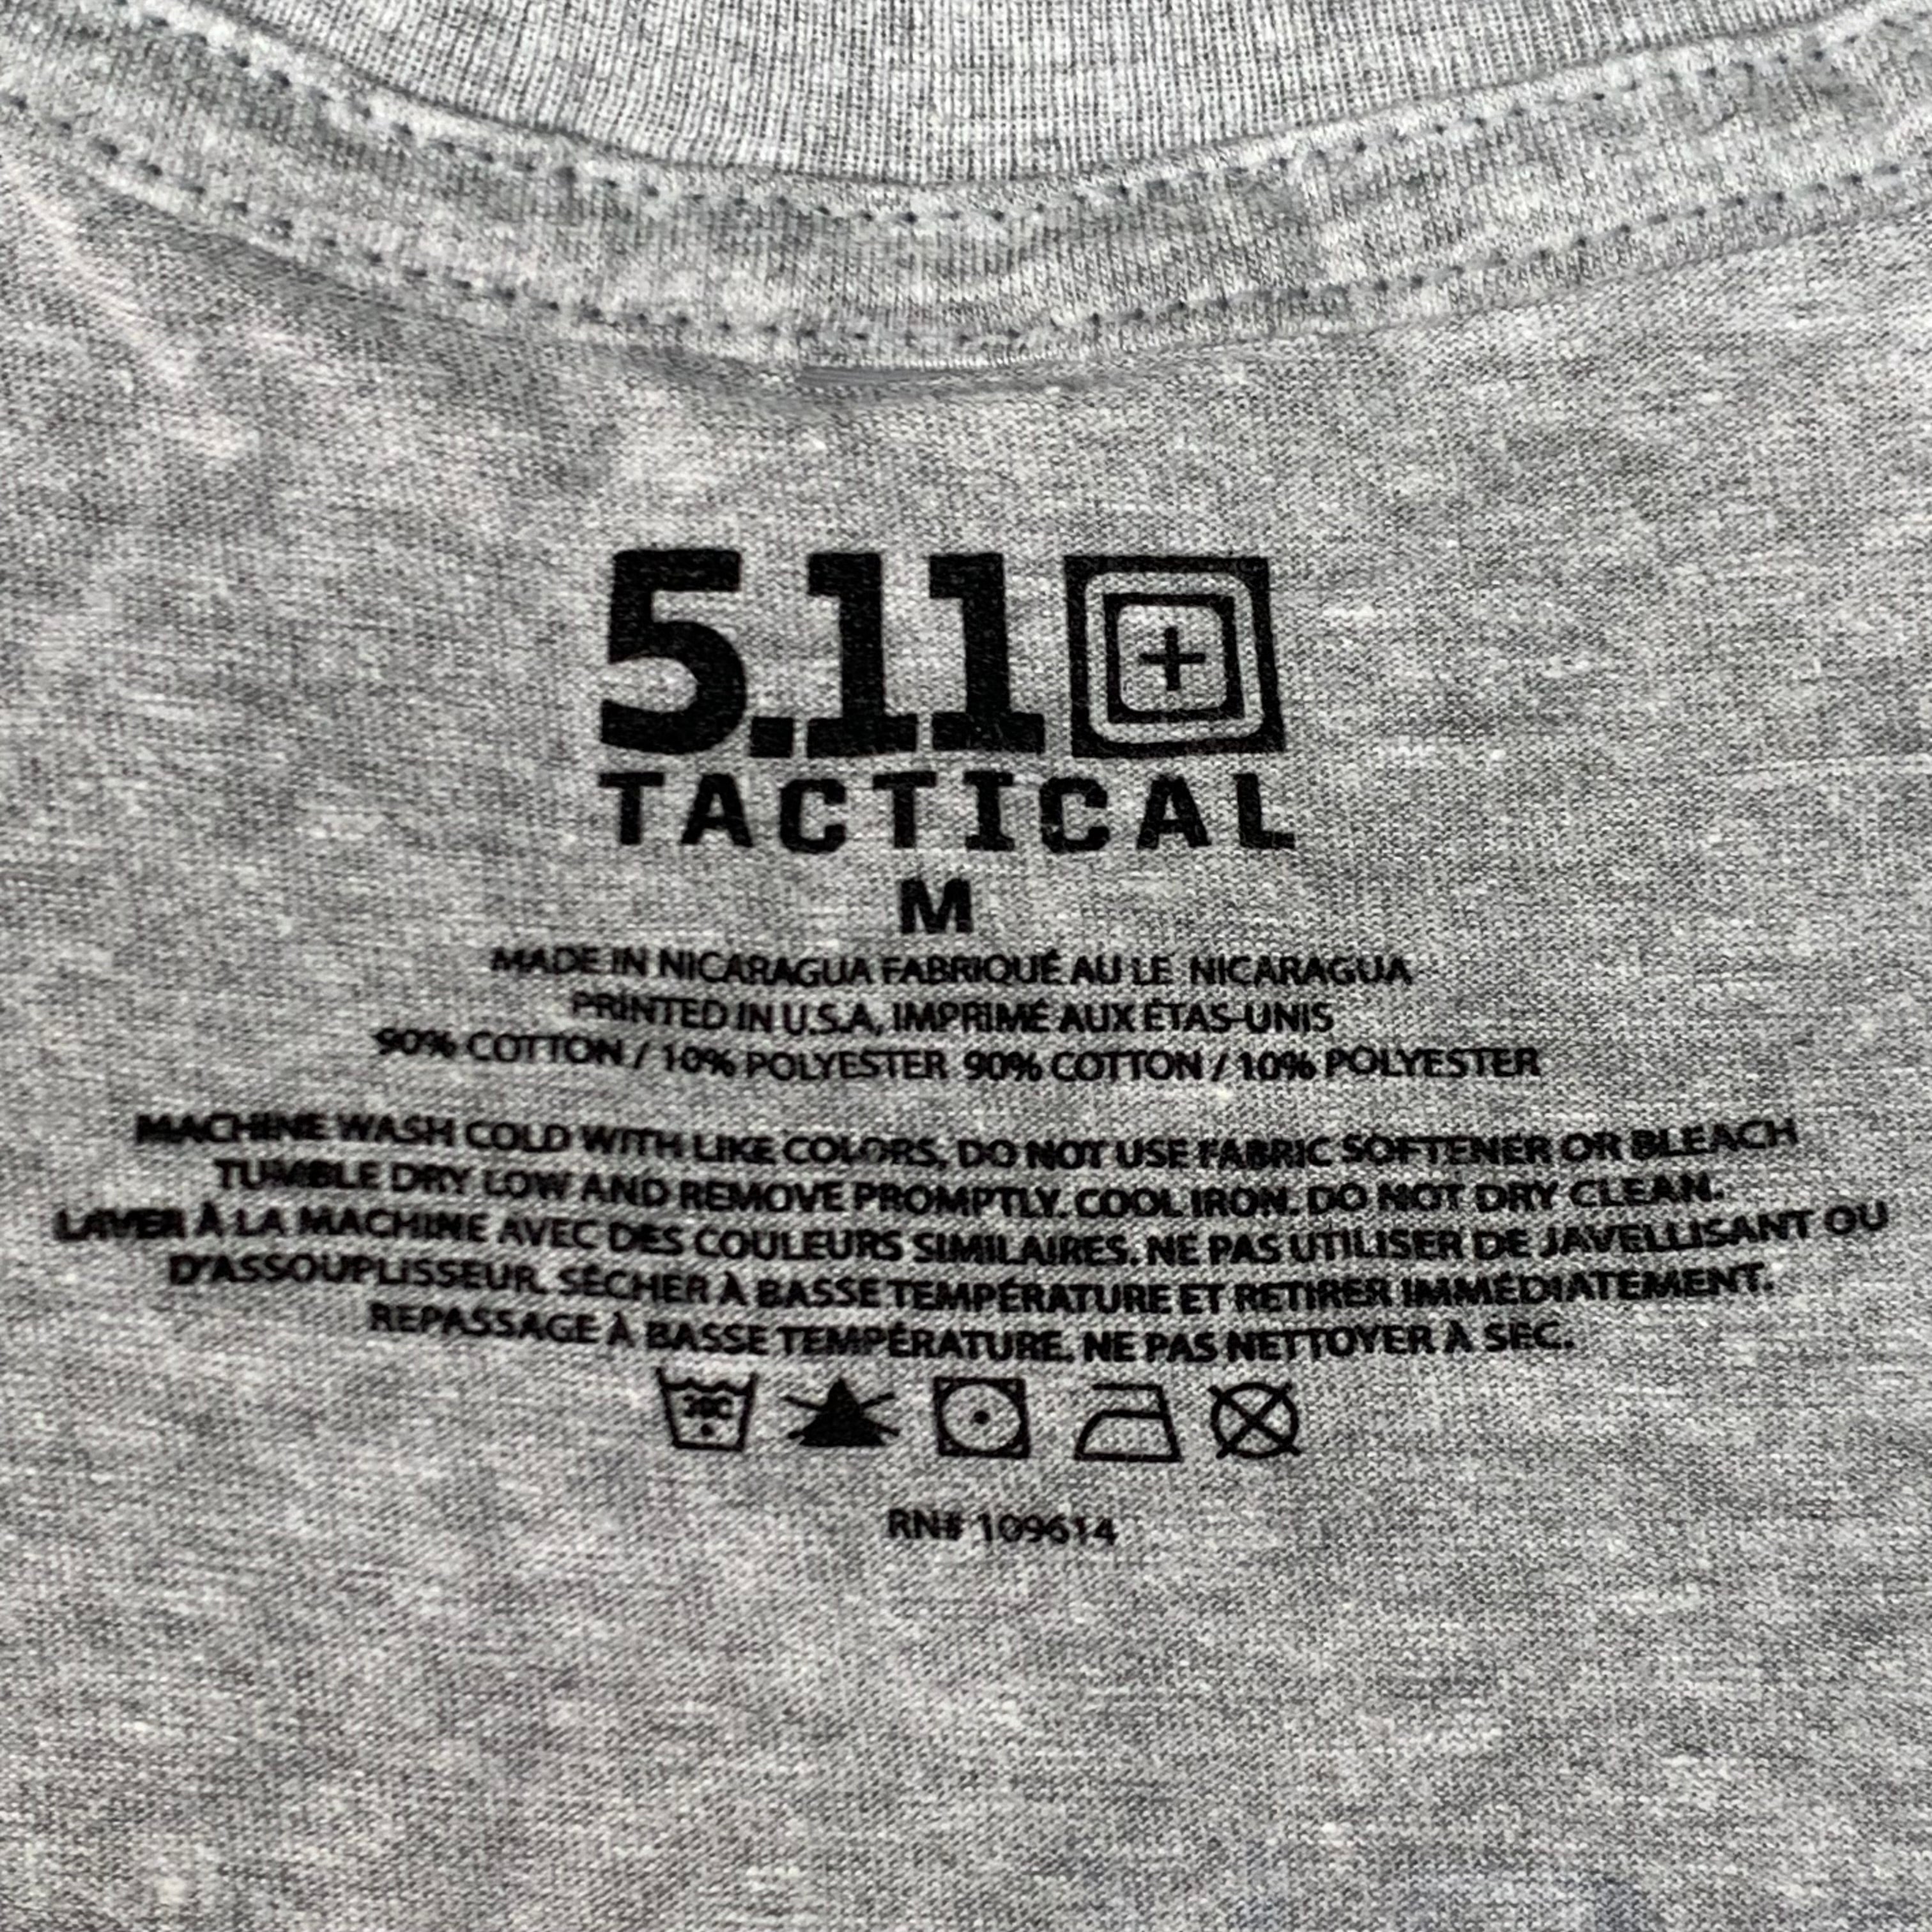 5.11
TACTICAL
M
MADE IN NICARAGUA FABRIQUÉ AU LE NICARAGUA
PRINTED IN U.S.A, IMPRIMÉ AUX ÉTAS-UNIS
90% COTTON / 10% POLYESTER 90% COTTON / 10% POLYESTER
MACHINE WASH COLD WITH LIKE COLORS, DO NOT USE FABRIC SOFTENER OR BLEACH
TUMBLE DRY LOW AND REMOVE PROMPTLY. COOL IRON. DO NOT DRY CLEAN.
LAVER À LA MACHINE AVEC DES COULEURS SIMILAIRES. NE PAS UTILISER DE JAVELLISANT OU
D'ASSOUPLISSEUR. SÉCHER À BASSE TEMPÉRATURE ET RETIRER IMMÉDIATEMENT.
REPASSAGE À BASSE TEMPÉRATURE. NE PAS NETTOYER À SEC.
30C
RN# 109614